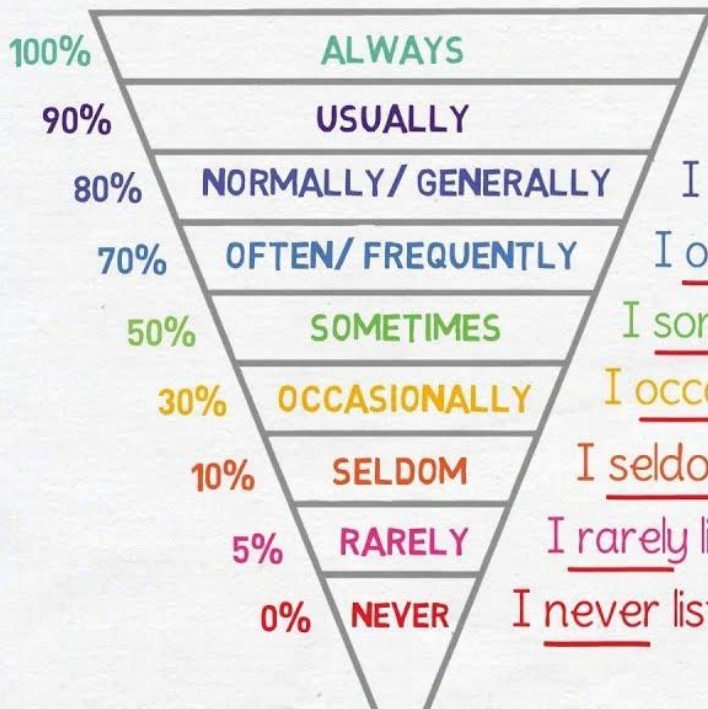 100% ALWAYS
90% USUALLY
80% NORMALLY/ GENERALLY I
70% OFTEN/ FREQUENTLY I
50% SOMETIMES I
30% OCCASIONALLY I
10% SELDOM I
5% RARELY I rarely
0% NEVER I never